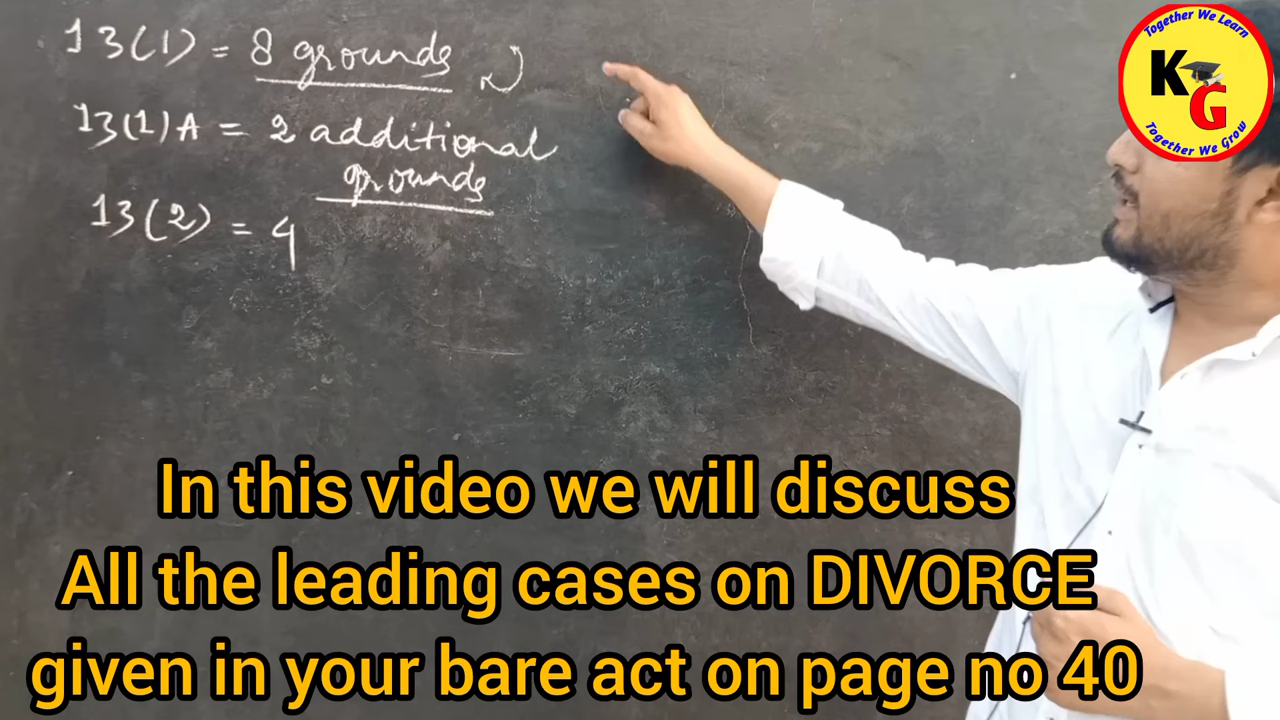 13(1) = 8 grounds
13(1)A = 2 additional
grounds
13(2) = 4
Together We Learn
KG
Together We Grow
In this video we will discuss
All the leading cases on DIVORCE
given in your bare act on page no 40